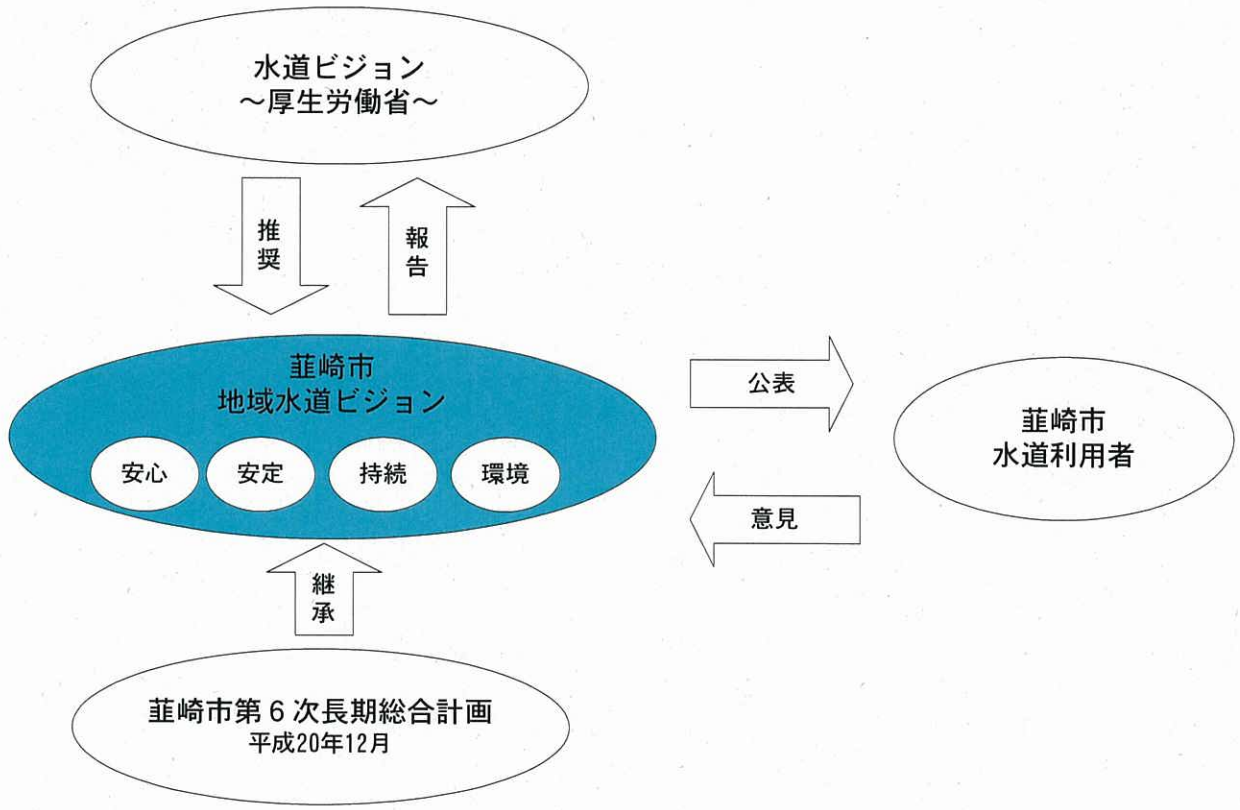 水道ビジョン
～厚生労働省～
推奨
報告
韮崎市
地域水道ビジョン
安心
安定
持続
環境
公表
意見
韮崎市
水道利用者
継承
韮崎市第6次長期総合計画
平成20年12月